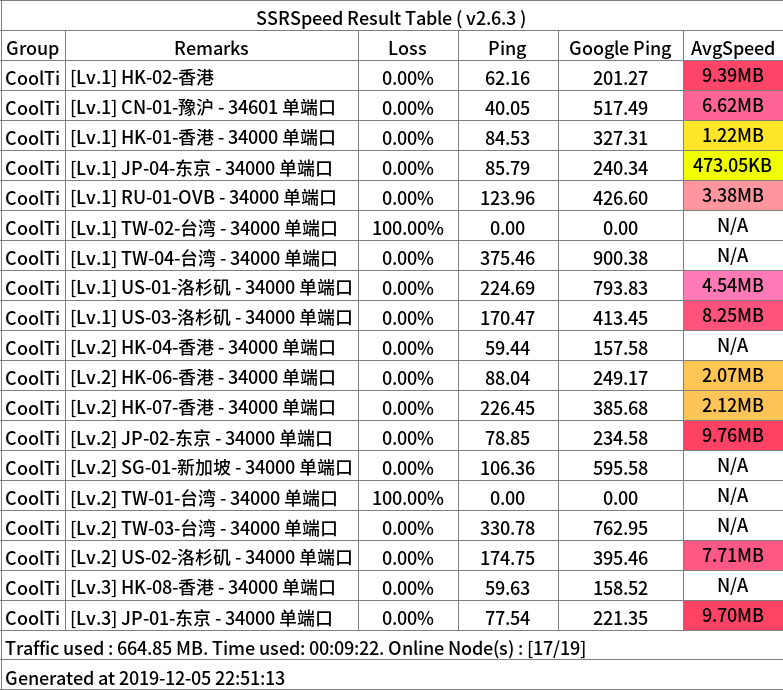 SSRSpeed Result Table ( v2.6.3 )
Group Remarks Loss Ping Google Ping AvgSpeed
CoolTi [Lv.1] HK-02-香港 0.00% 62.16 201.27 9.39MB
CoolTi [Lv.1] CN-01-豫沪 - 34601 单端口 0.00% 40.05 517.49 6.62MB
CoolTi [Lv.1] HK-01-香港 - 34000 单端口 0.00% 84.53 327.31 1.22MB
CoolTi [Lv.1] JP-04-东京 - 34000 单端口 0.00% 85.79 240.34 473.05KB
CoolTi [Lv.1] RU-01-OVB - 34000 单端口 0.00% 123.96 426.60 3.38MB
CoolTi [Lv.1] TW-02-台湾 - 34000 单端口 100.00% 0.00 0.00 N/A
CoolTi [Lv.1] TW-04-台湾 - 34000 单端口 0.00% 375.46 900.38 N/A
CoolTi [Lv.1] US-01-洛杉矶 - 34000 单端口 0.00% 224.69 793.83 4.54MB
CoolTi [Lv.1] US-03-洛杉矶 - 34000 单端口 0.00% 170.47 413.45 8.25MB
CoolTi [Lv.2] HK-04-香港 - 34000 单端口 0.00% 59.44 157.58 N/A
CoolTi [Lv.2] HK-06-香港 - 34000 单端口 0.00% 88.04 249.17 2.07MB
CoolTi [Lv.2] HK-07-香港 - 34000 单端口 0.00% 226.45 385.68 2.12MB
CoolTi [Lv.2] JP-02-东京 - 34000 单端口 0.00% 78.85 234.58 9.76MB
CoolTi [Lv.2] SG-01-新加坡 - 34000 单端口 0.00% 106.36 595.58 N/A
CoolTi [Lv.2] TW-01-台湾 - 34000 单端口 100.00% 0.00 0.00 N/A
CoolTi [Lv.2] TW-03-台湾 - 34000 单端口 0.00% 330.78 762.95 N/A
CoolTi [Lv.2] US-02-洛杉矶 - 34000 单端口 0.00% 174.75 395.46 7.71MB
CoolTi [Lv.3] HK-08-香港 - 34000 单端口 0.00% 59.63 158.52 N/A
CoolTi [Lv.3] JP-01-东京 - 34000 单端口 0.00% 77.54 221.35 9.70MB
Traffic used : 664.85 MB. Time used: 00:09:22. Online Node(s) : [17/19]
Generated at 2019-12-05 22:51:13